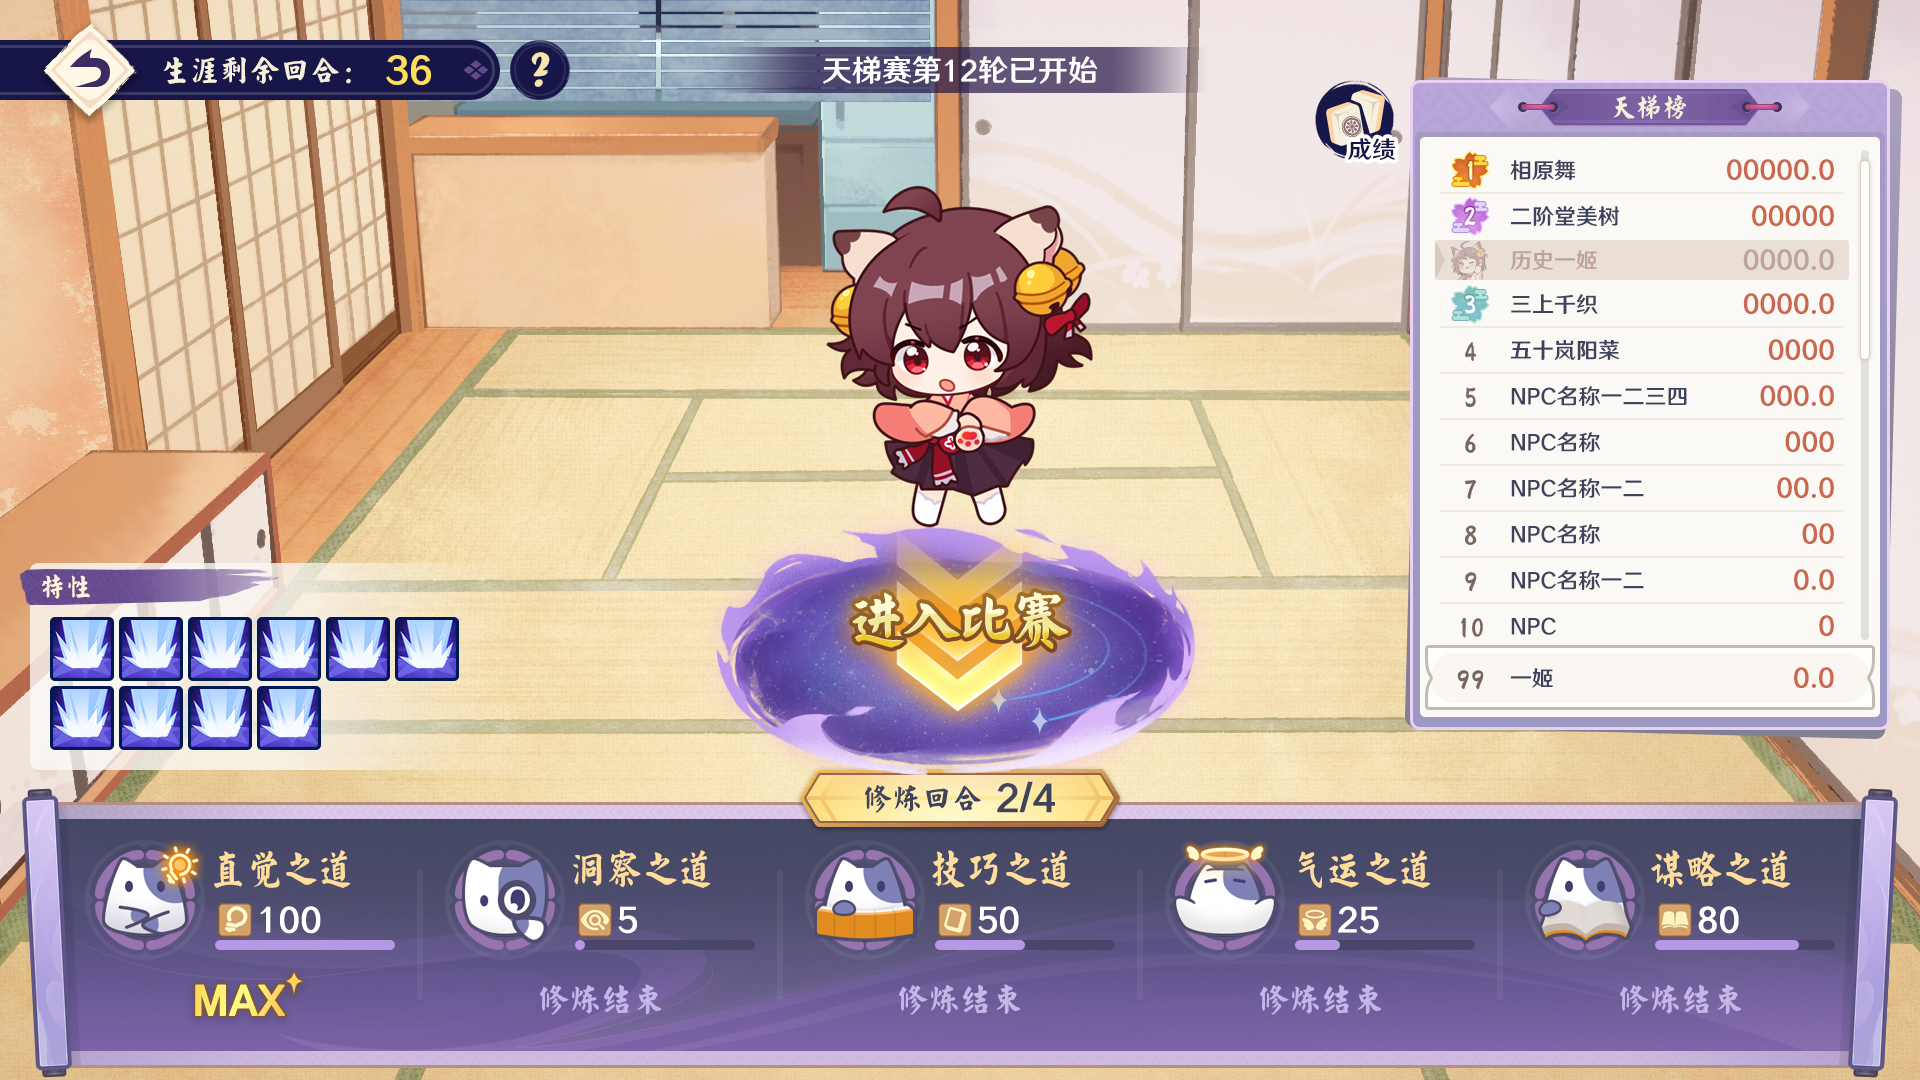 生涯剩余回合： 36
?
天梯赛第12轮已开始
成绩
天梯榜
1 相原舞 00000.0
2 二阶堂美树 00000
历史一姬 0000.0
3 三上千织 0000.0
4 五十岚阳菜 0000
5 NPC名称一二三四 000.0
6 NPC名称 000
7 NPC名称一二 00.0
8 NPC名称 00
9 NPC名称一二 0.0
10 NPC 0
99 一姬 0.0
特性
进入比赛
修炼回合 2/4
直觉之道
100
MAX
洞察之道
5
修炼结束
技巧之道
50
修炼结束
气运之道
25
修炼结束
谋略之道
80
修炼结束